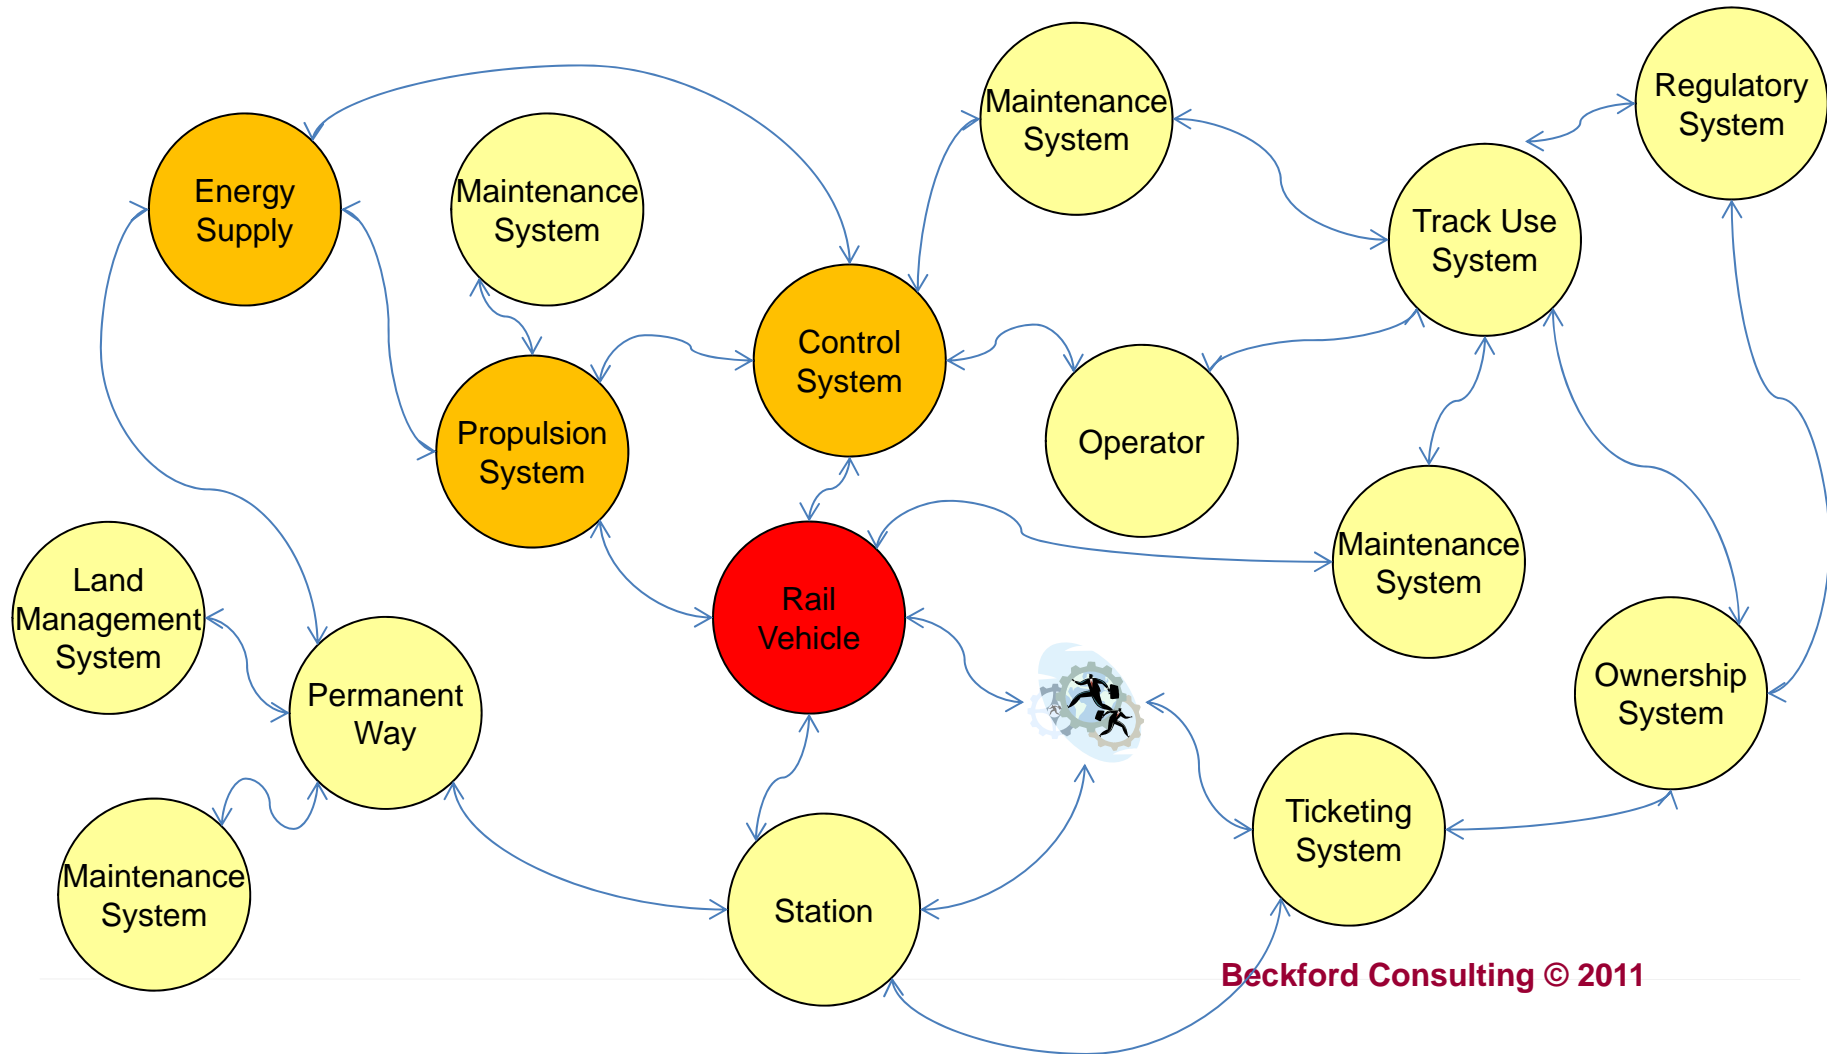 Energy
Supply
Maintenance
System
Maintenance
System
Regulatory
System
Track Use
System
Control
System
Propulsion
System
Operator
Maintenance
System
Land
Management
System
Permanent
Way
Rail
Vehicle
Ownership
System
Maintenance
System
Station
Ticketing
System
Beckford Consulting © 2011